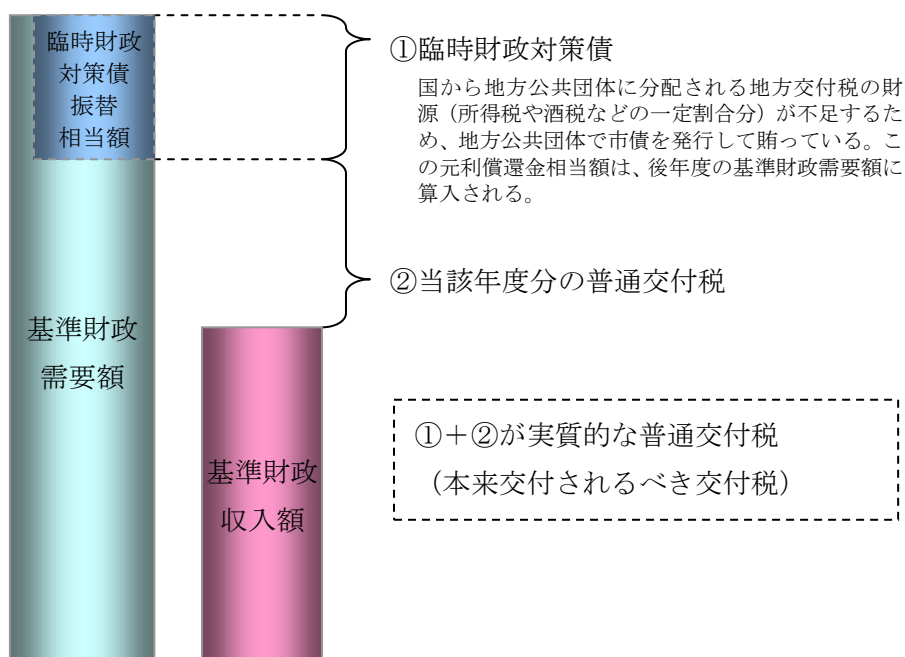 臨時財政
対策債
振替
相当額
①臨時財政対策債
国から地方公共団体に分配される地方交付税の財
源（所得税や酒税などの一定割合分）が不足するた
め、地方公共団体で市債を発行して賄っている。こ
の元利償還金相当額は、後年度の基準財政需要額に
算入される。
②当該年度分の普通交付税
基準財政
需要額
基準財政
収入額
①＋②が実質的な普通交付税
（本来交付されるべき交付税）